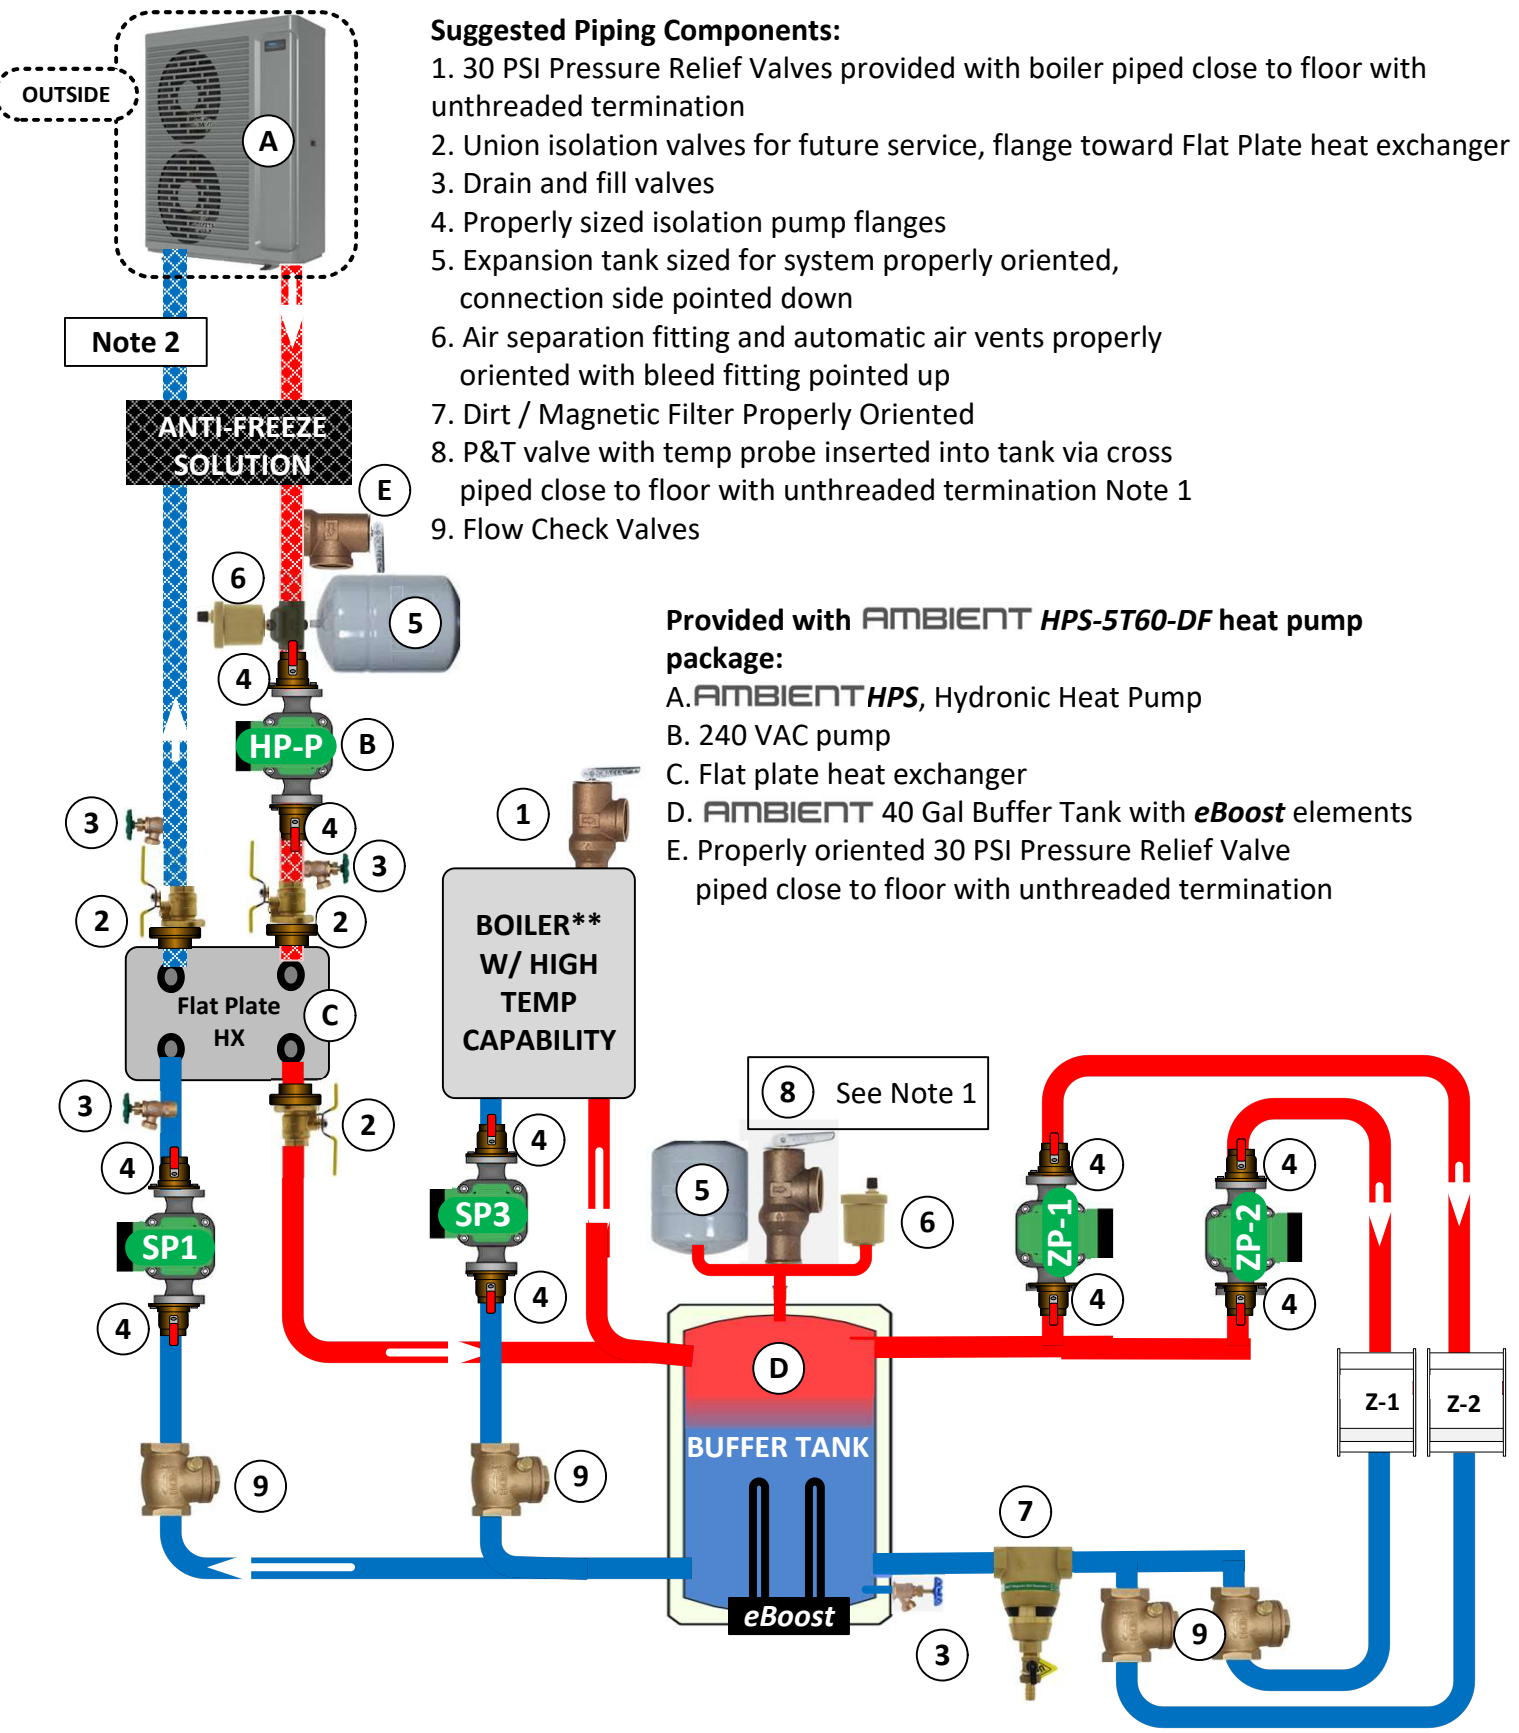 Suggested Piping Components:
1. 30 PSI Pressure Relief Valves provided with boiler piped close to floor with
unthreaded termination
2. Union isolation valves for future service, flange toward Flat Plate heat exchanger
3. Drain and fill valves
4. Properly sized isolation pump flanges
5. Expansion tank sized for system properly oriented,
connection side pointed down
6. Air separation fitting and automatic air vents properly
oriented with bleed fitting pointed up
7. Dirt / Magnetic Filter Properly Oriented
8. P&T valve with temp probe inserted into tank via cross
piped close to floor with unthreaded termination Note 1
9. Flow Check Valves
OUTSIDE
A
Note 2
ANTI-FREEZE
SOLUTION
E
6
5
4
HP-P
B
3
4
3
2
2
Flat Plate
HX
C
Provided with AMBIENT HPS-5T60-DF heat pump
package:
A. AMBIENT HPS, Hydronic Heat Pump
B. 240 VAC pump
C. Flat plate heat exchanger
D. AMBIENT 40 Gal Buffer Tank with eBoost elements
E. Properly oriented 30 PSI Pressure Relief Valve
piped close to floor with unthreaded termination
1
BOILER**
W/ HIGH
TEMP
CAPABILITY
3
2
4
SP1
4
4
SP3
4
8 See Note 1
5
6
4
4
ZP-1
ZP-2
4
4
D
BUFFER TANK
eBoost
Z-1
Z-2
9
9
7
3
9